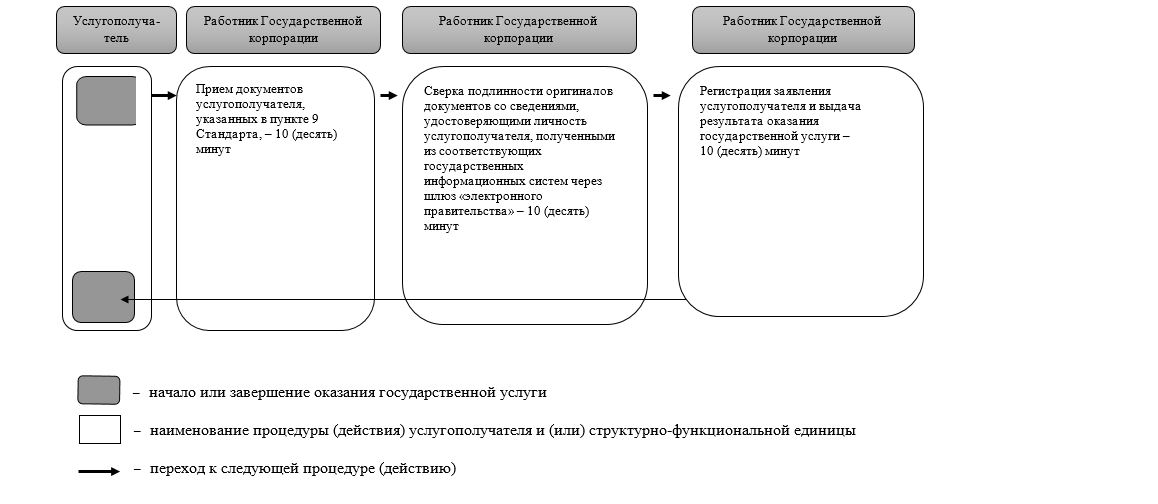 Услугополуча-
тель
Работник Государственной
корпорации
Работник Государственной
корпорации
Работник Государственной
корпорации
Прием документов
услугополучателя,
указанных в пункте 9
Стандарта, – 10 (десять)
минут
Сверка подлинности оригиналов
документов со сведениями,
удостоверяющими личность
услугополучателя, полученными
из соответствующих
государственных
информационных систем через
шлюз «электронного
правительства» – 10 (десять)
минут
Регистрация заявления
услугополучателя и выдача
результата оказания
государственной услуги –
10 (десять) минут
– начало или завершение оказания государственной услуги
– наименование процедуры (действия) услугополучателя и (или) структурно-функциональной единицы
– переход к следующей процедуре (действию)